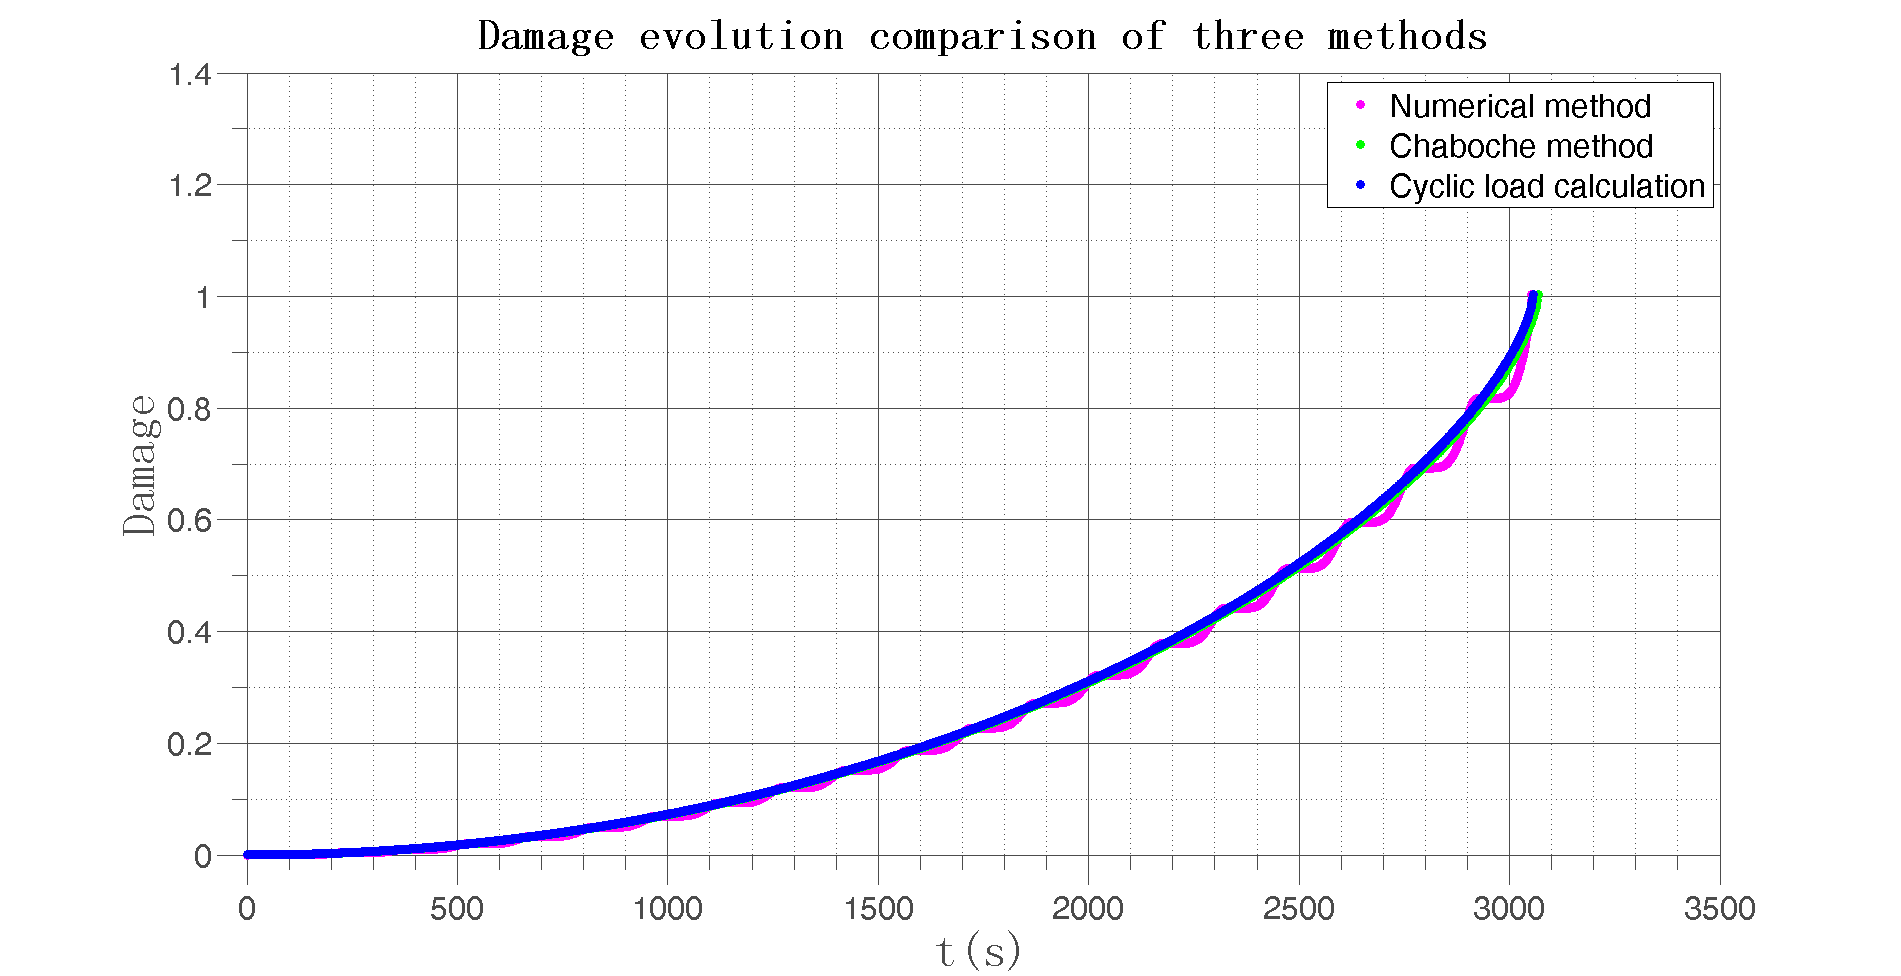 Damage evolution comparison of three methods
1.4
1.2
1
0.8
0.6
0.4
0.2
0
Damage
Numerical method
Chaboche method
Cyclic load calculation
0 500 1000 1500 2000 2500 3000 3500
t(s)